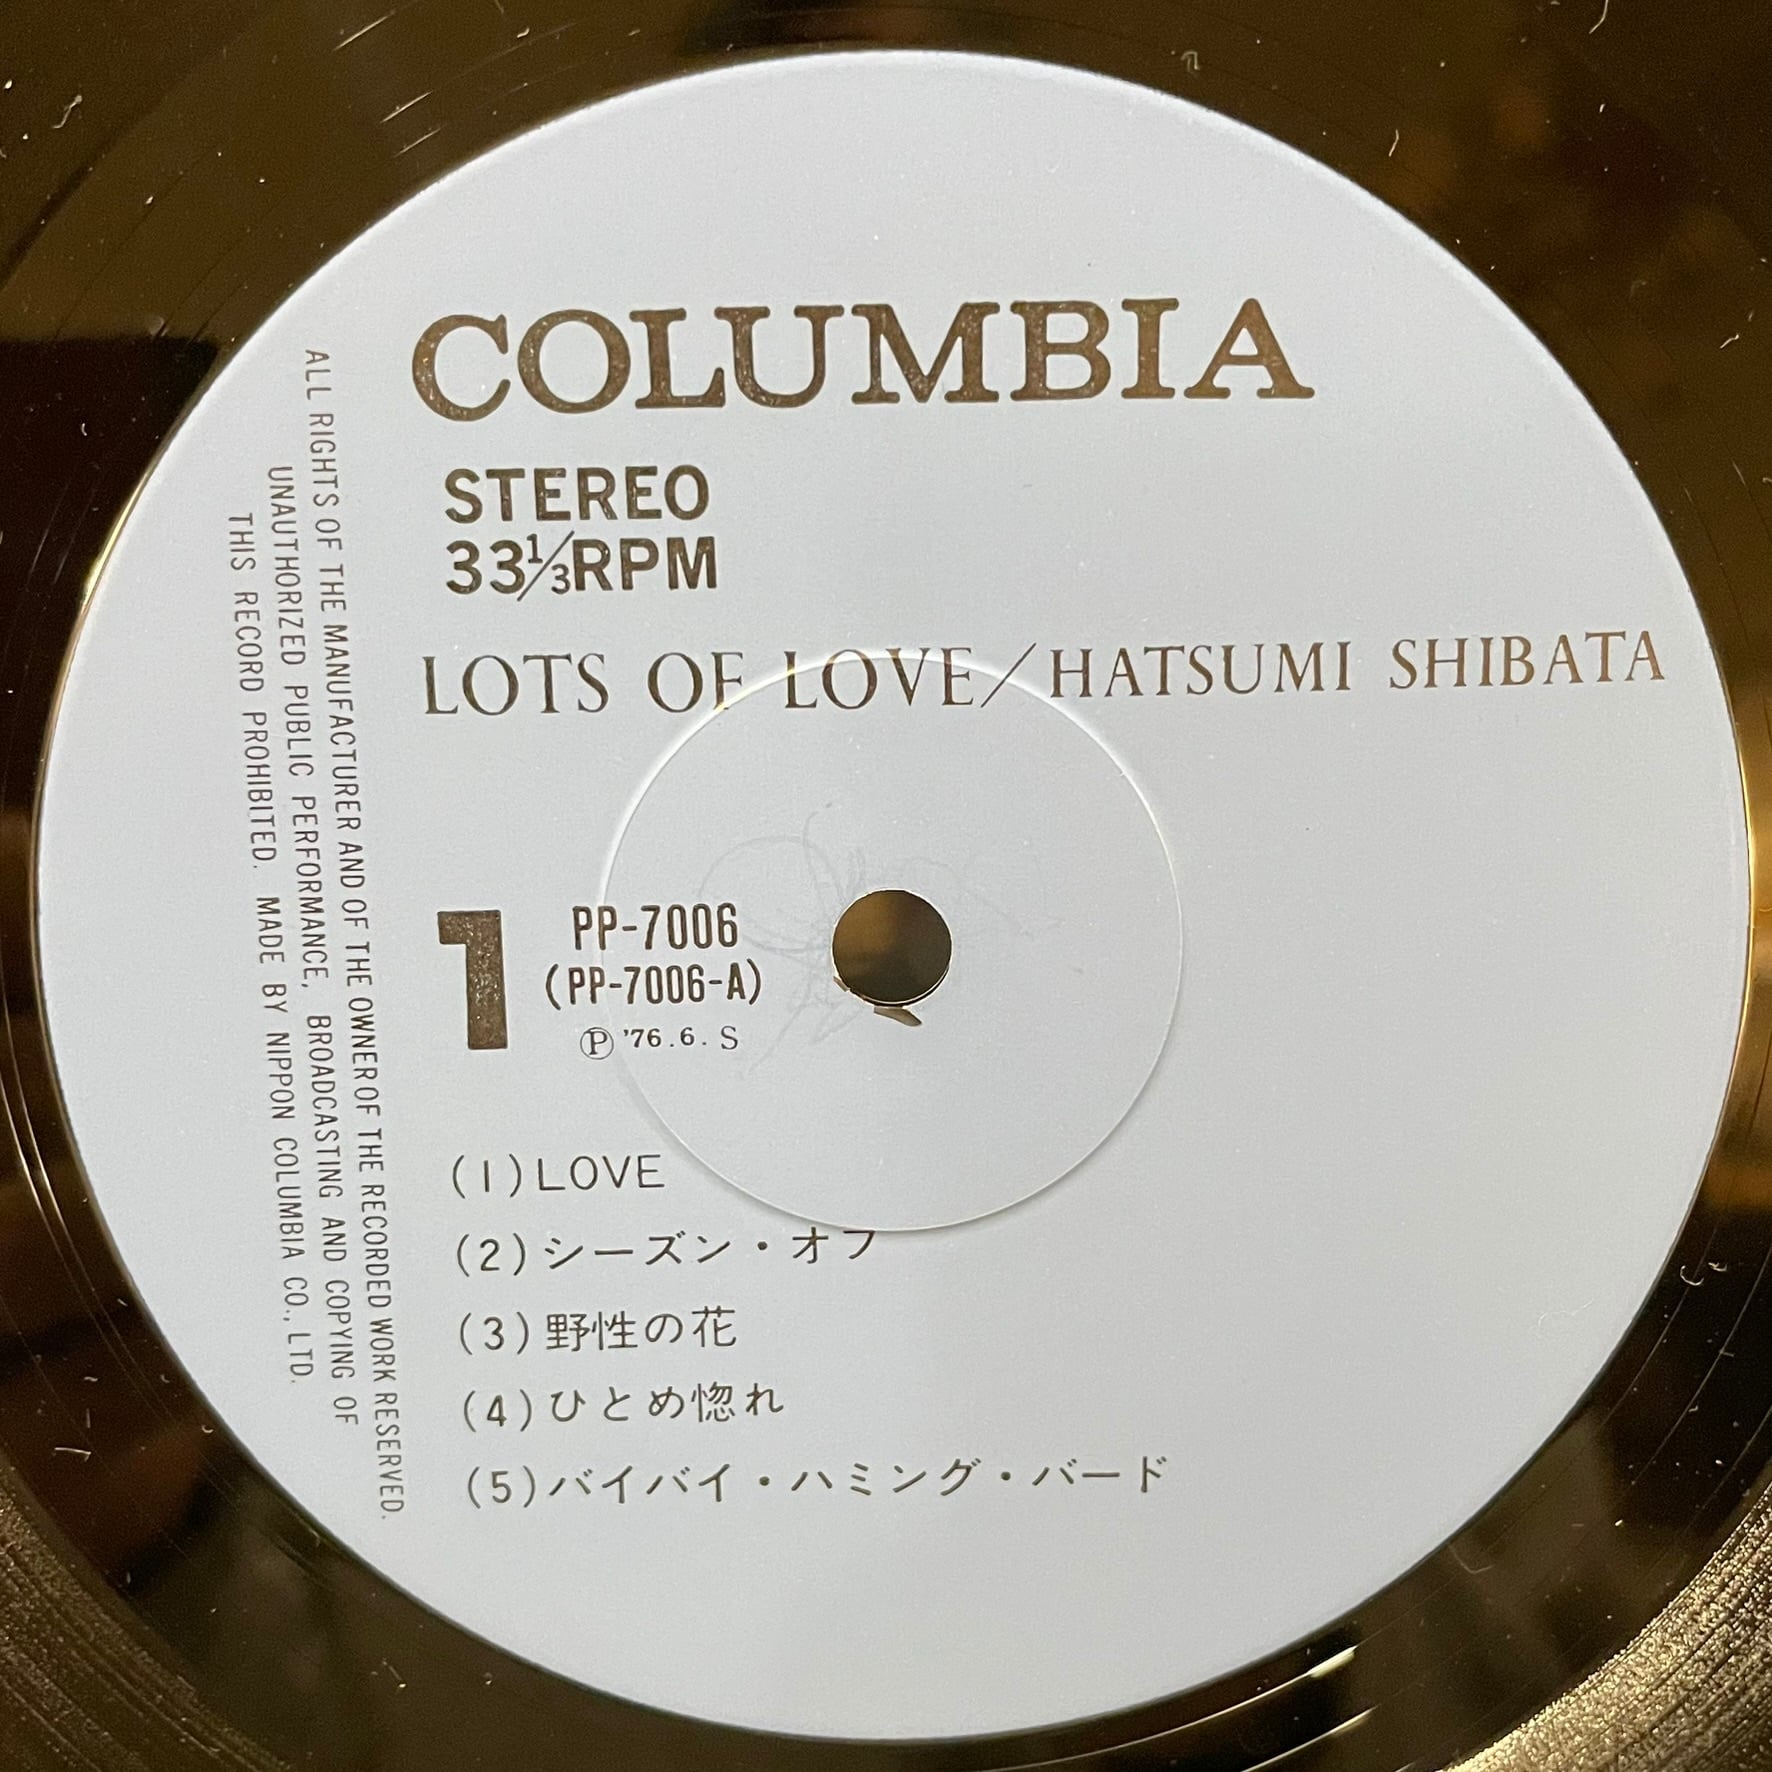 COLUMBIA
STEREO
33⅓RPM
LOTS OF LOVE/HATSUMI SHIBATA
1
PP-7006
(PP-7006-A)
Ⓟ '76.6. S
(1)LOVE
(2)シーズン・オフ
(3)野性の花
(4)ひとめ惚れ
(5)バイバイ・ハミング・バード
ALL RIGHTS OF THE MANUFACTURER AND OF THE OWNER OF THE RECORDED WORK RESERVED.
UNAUTHORIZED PUBLIC PERFORMANCE, BROADCASTING AND COPYING OF
THIS RECORD PROHIBITED. MADE BY NIPPON COLUMBIA CO., LTD.